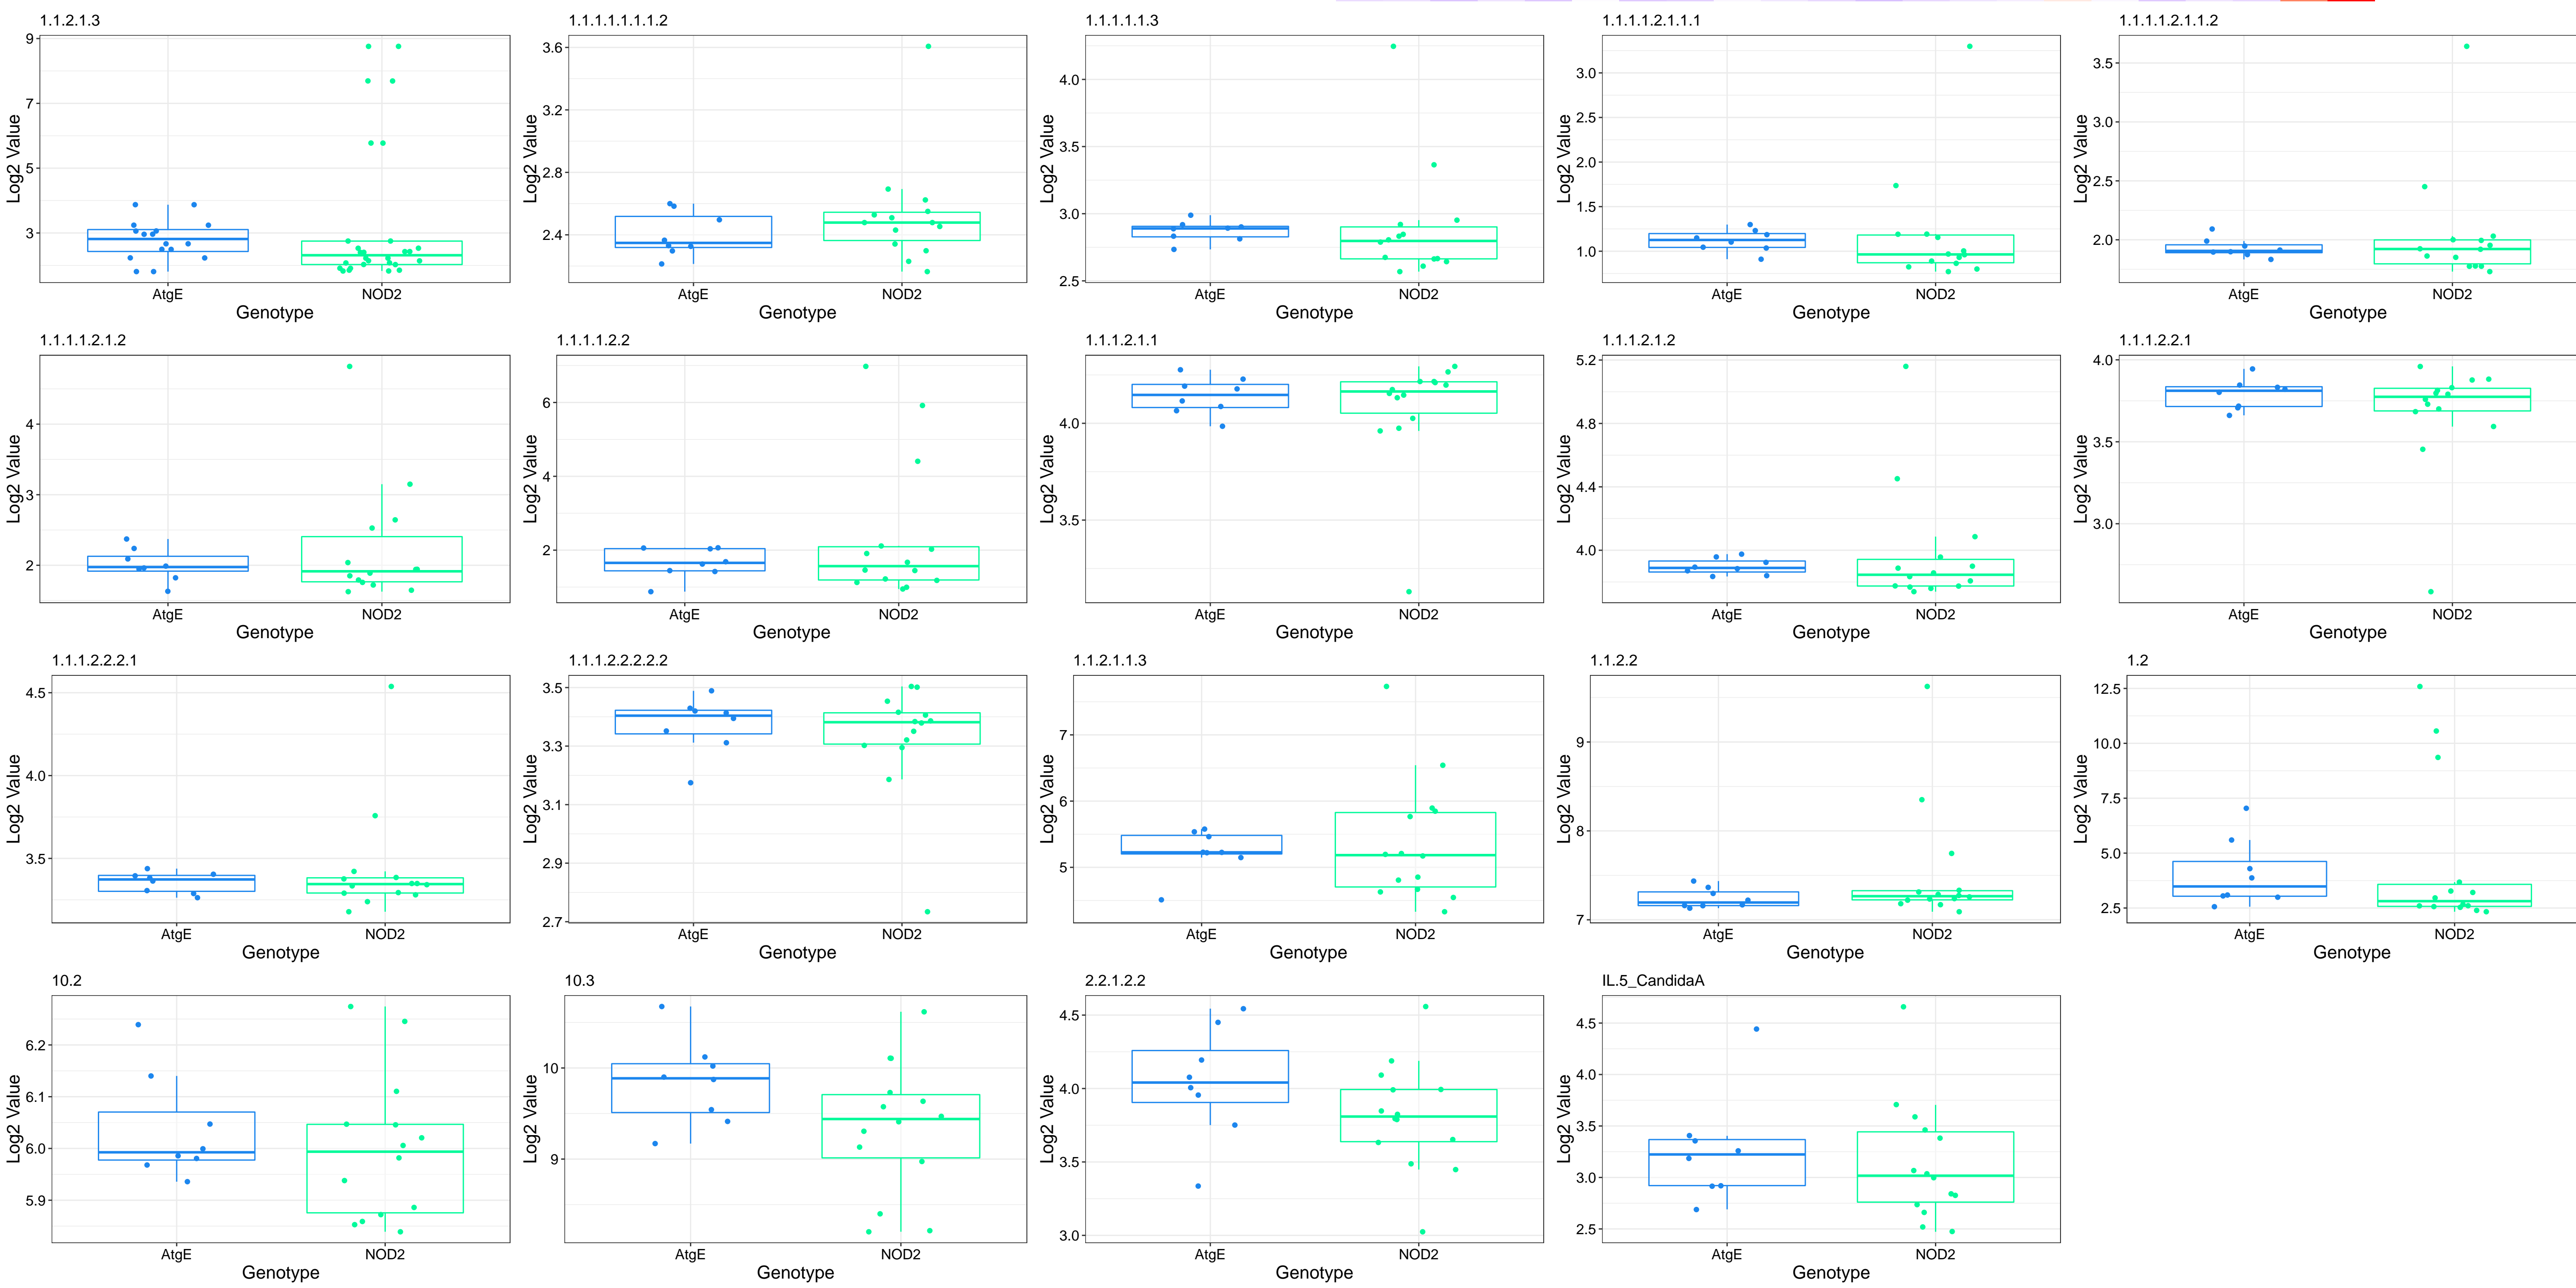 1.1.2.1.3
9
7
5
3
Log2 Value
AtgE
NOD2
Genotype
1.1.1.1.1.1.1.1.2
3.6
3.2
2.8
2.4
Log2 Value
AtgE
NOD2
Genotype
1.1.1.1.1.1.3
4.0
3.5
3.0
2.5
Log2 Value
AtgE
NOD2
Genotype
1.1.1.1.1.2.1.1.1.1
3.0
2.5
2.0
1.5
1.0
Log2 Value
AtgE
NOD2
Genotype
1.1.1.1.1.2.1.1.1.2
3.5
3.0
2.5
2.0
Log2 Value
AtgE
NOD2
Genotype
1.1.1.1.1.2.1.2
4
3
2
Log2 Value
AtgE
NOD2
Genotype
1.1.1.1.1.2.2
6
4
2
Log2 Value
AtgE
NOD2
Genotype
1.1.1.1.2.1.1
4.0
3.5
Log2 Value
AtgE
NOD2
Genotype
1.1.1.1.2.1.2
5.2
4.8
4.4
4.0
Log2 Value
AtgE
NOD2
Genotype
1.1.1.1.2.2.1
4.0
3.5
3.0
Log2 Value
AtgE
NOD2
Genotype
1.1.1.1.2.2.2.1
4.5
4.0
3.5
Log2 Value
AtgE
NOD2
Genotype
1.1.1.1.2.2.2.2.2.2
3.5
3.3
3.1
2.9
2.7
Log2 Value
AtgE
NOD2
Genotype
1.1.1.2.1.1.3
7
6
5
Log2 Value
AtgE
NOD2
Genotype
1.1.2.2
9
8
7
Log2 Value
AtgE
NOD2
Genotype
1.2
12.5
10.0
7.5
5.0
2.5
Log2 Value
AtgE
NOD2
Genotype
10.2
6.2
6.1
6.0
5.9
Log2 Value
AtgE
NOD2
Genotype
10.3
10
9
Log2 Value
AtgE
NOD2
Genotype
2.2.1.2.2
4.5
4.0
3.5
3.0
Log2 Value
AtgE
NOD2
Genotype
IL.5_CandidaA
4.5
4.0
3.5
3.0
2.5
Log2 Value
AtgE
NOD2
Genotype